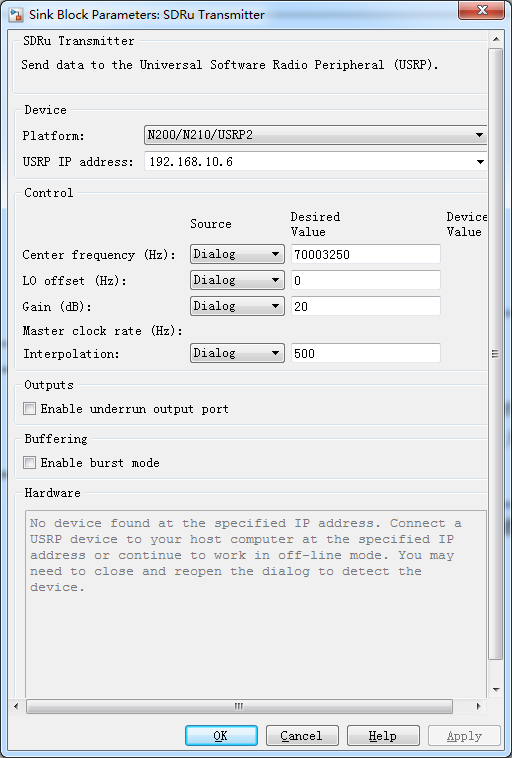 Sink Block Parameters: SDRu Transmitter
SDRu Transmitter
Send data to the Universal Software Radio Peripheral (USRP).
Device
Platform: N200/N210/USRP2
USRP IP address: 192.168.10.6
Control
Source Desired Value Device Value
Center frequency (Hz): Dialog 70003250
LO offset (Hz): Dialog 0
Gain (dB): Dialog 20
Master clock rate (Hz):
Interpolation: Dialog 500
Outputs
Enable underrun output port
Buffering
Enable burst mode
Hardware
No device found at the specified IP address. Connect a
USRP device to your host computer at the specified IP
address or continue to work in off-line mode. You may
need to close and reopen the dialog to detect the
device.
OK Cancel Help Apply